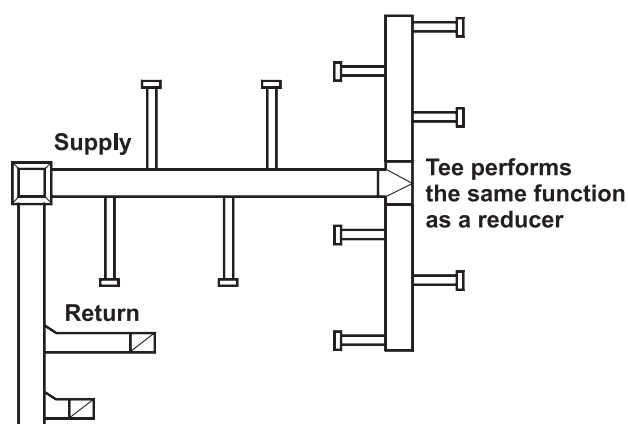 Supply
Tee performs
the same function
as a reducer
Return